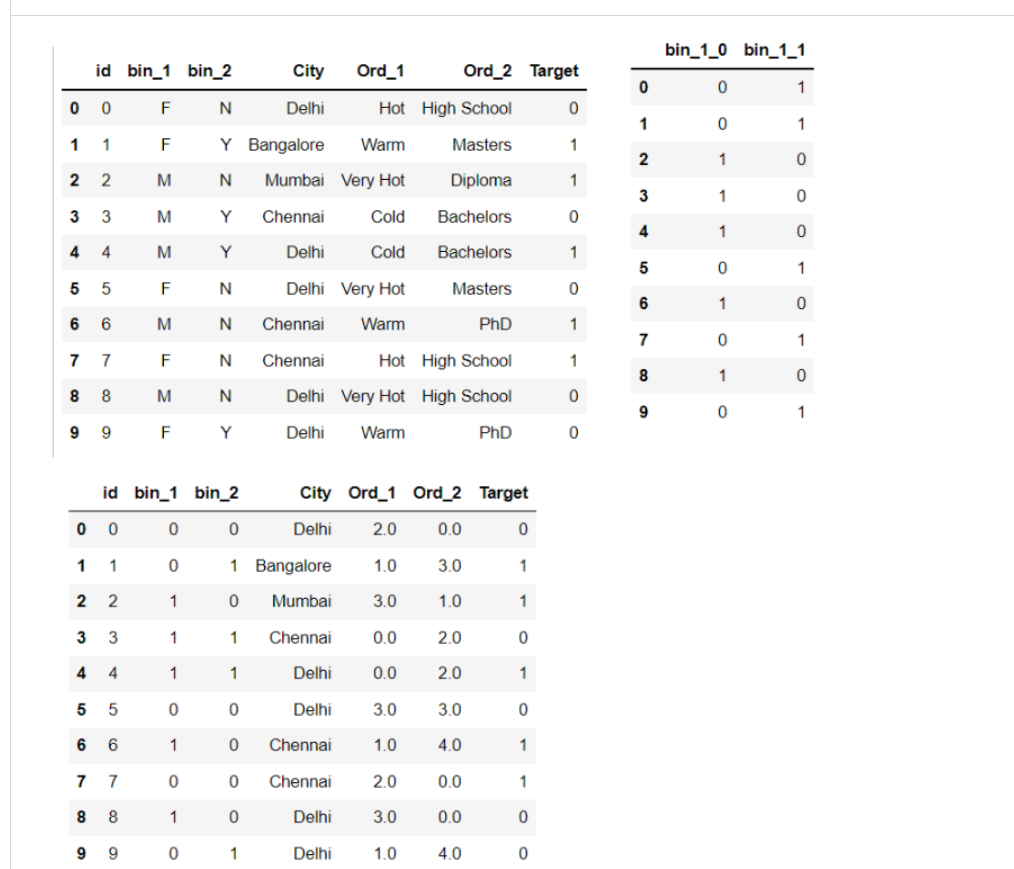 id bin_1 bin_2 City Ord_1 Ord_2 Target
0 0 F N Delhi Hot High School 0
1 1 F Y Bangalore Warm Masters 1
2 2 M N Mumbai Very Hot Diploma 1
3 3 M Y Chennai Cold Bachelors 0
4 4 M Y Delhi Cold Bachelors 1
5 5 F N Delhi Very Hot Masters 0
6 6 M N Chennai Warm PhD 1
7 7 F N Chennai Hot High School 1
8 8 M N Delhi Very Hot High School 0
9 9 F Y Delhi Warm PhD 0
bin_1_0 bin_1_1
0 0 1
1 0 1
2 1 0
3 1 0
4 1 0
5 0 1
6 1 0
7 0 1
8 1 0
9 0 1
id bin_1 bin_2 City Ord_1 Ord_2 Target
0 0 0 0 Delhi 2.0 0.0 0
1 1 0 1 Bangalore 1.0 3.0 1
2 2 1 0 Mumbai 3.0 1.0 1
3 3 1 1 Chennai 0.0 2.0 0
4 4 1 1 Delhi 0.0 2.0 1
5 5 0 0 Delhi 3.0 3.0 0
6 6 1 0 Chennai 1.0 4.0 1
7 7 0 0 Chennai 2.0 0.0 1
8 8 1 0 Delhi 3.0 0.0 0
9 9 0 1 Delhi 1.0 4.0 0